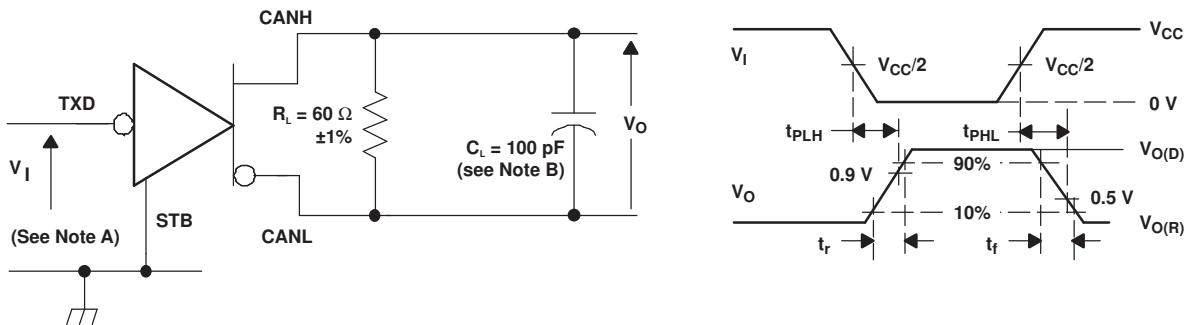 CANH
TXD
R_L = 60 Ω
±1%
C_L = 100 pF
(see Note B)
V_O
V_I
STB
(See Note A)
CANL
V_I
V_CC/2
V_CC/2
V_CC
0 V
t_PLH
t_PHL
V_O(D)
90%
0.9 V
V_O
0.5 V
10%
V_O(R)
t_r
t_f